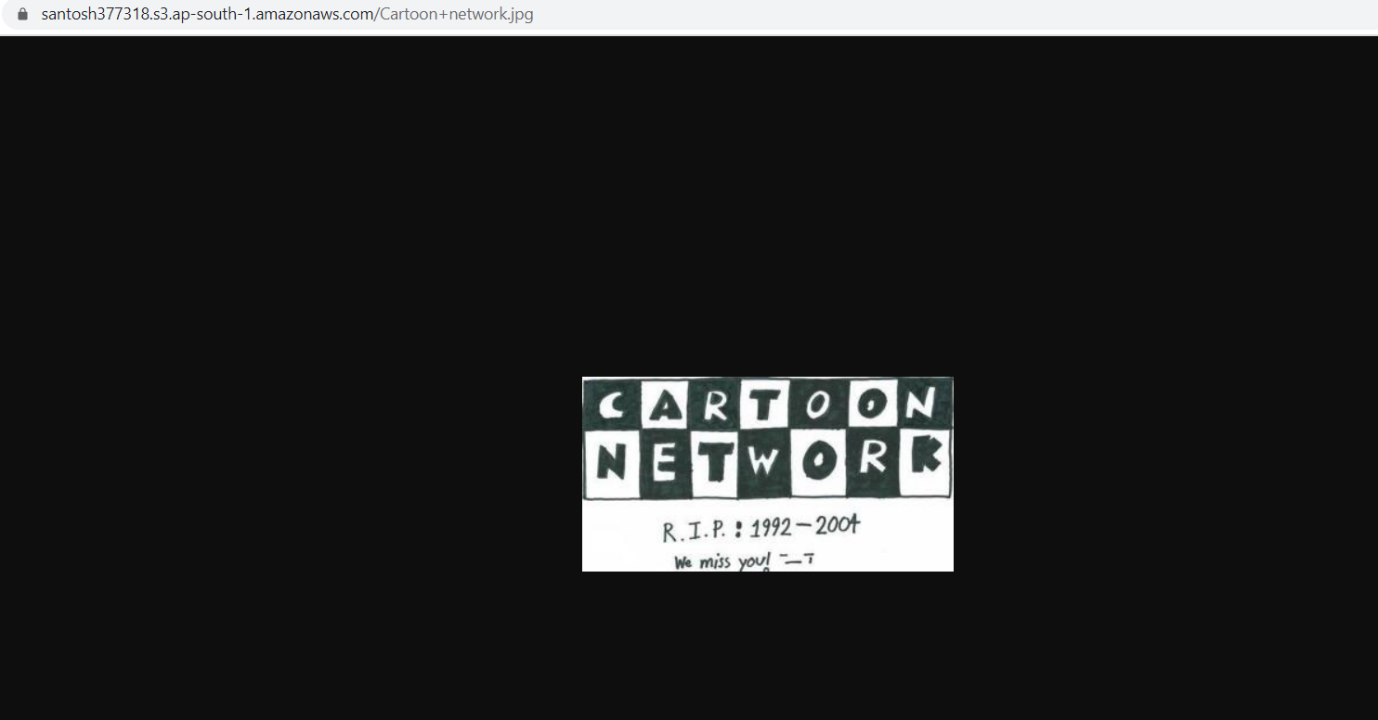 santosh377318.s3.ap-south-1.amazonaws.com/Cartoon+network.jpg
CARTOON
NETWORK
R.I.P. : 1992-2004
We miss you! -_-